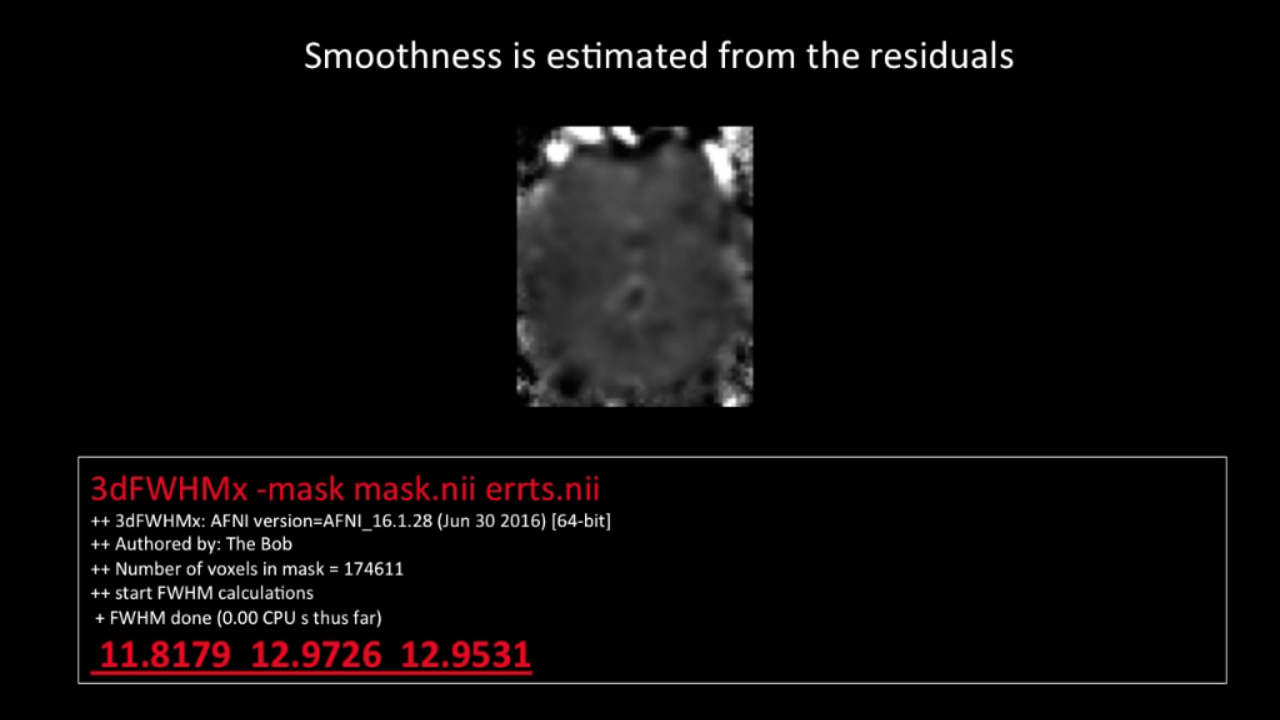 Smoothness is estimated from the residuals
3dFWHMx -mask mask.nii errts.nii
++ 3dFWHMx: AFNI version=AFNI_16.1.28 (Jun 30 2016) [64-bit]
++ Authored by: The Bob
++ Number of voxels in mask = 174611
++ start FWHM calculations
+ FWHM done (0.00 CPU s thus far)
11.8179 12.9726 12.9531